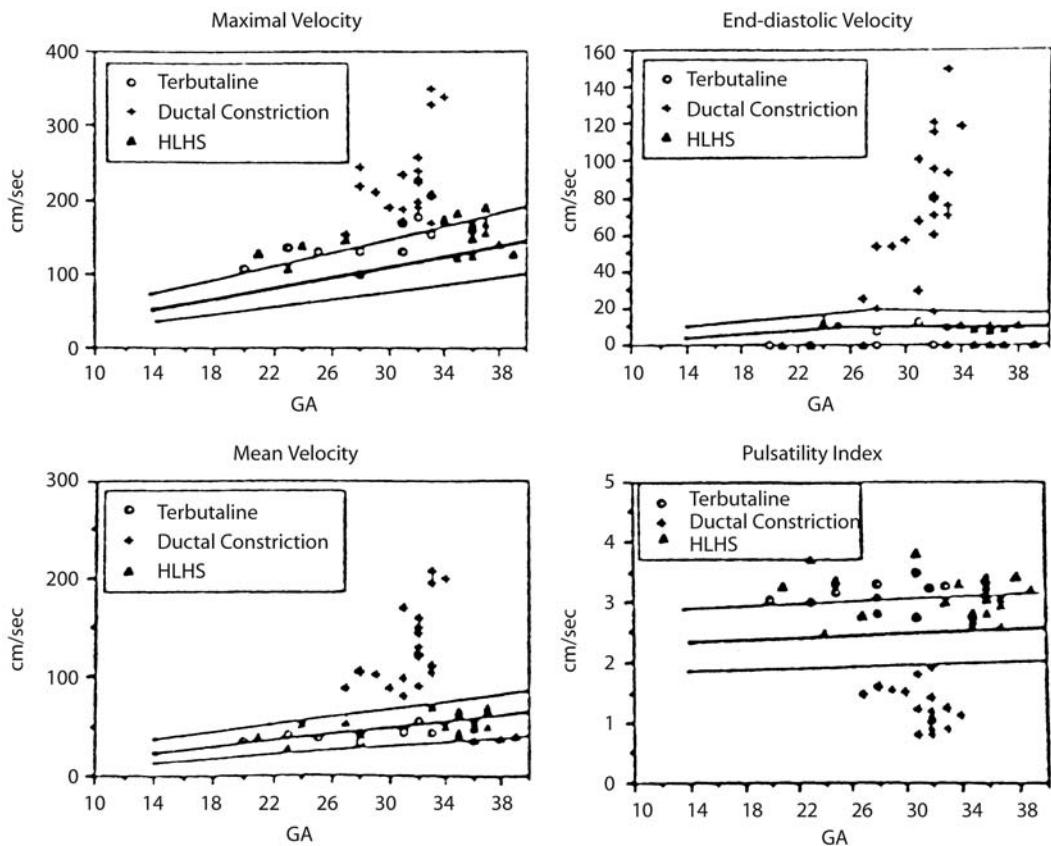 Maximal Velocity
400
300
200
100
0
cm/sec
Terbutaline
Ductal Constriction
HLHS
10 14 18 22 26 30 34 38
GA
End-diastolic Velocity
160
140
120
100
80
60
40
20
0
cm/sec
Terbutaline
Ductal Constriction
HLHS
10 14 18 22 26 30 34 38
GA
Mean Velocity
300
200
100
0
cm/sec
Terbutaline
Ductal Constriction
HLHS
10 14 18 22 26 30 34 38
GA
Pulsatility Index
5
4
3
2
1
0
cm/sec
Terbutaline
Ductal Constriction
HLHS
10 14 18 22 26 30 34 38
GA